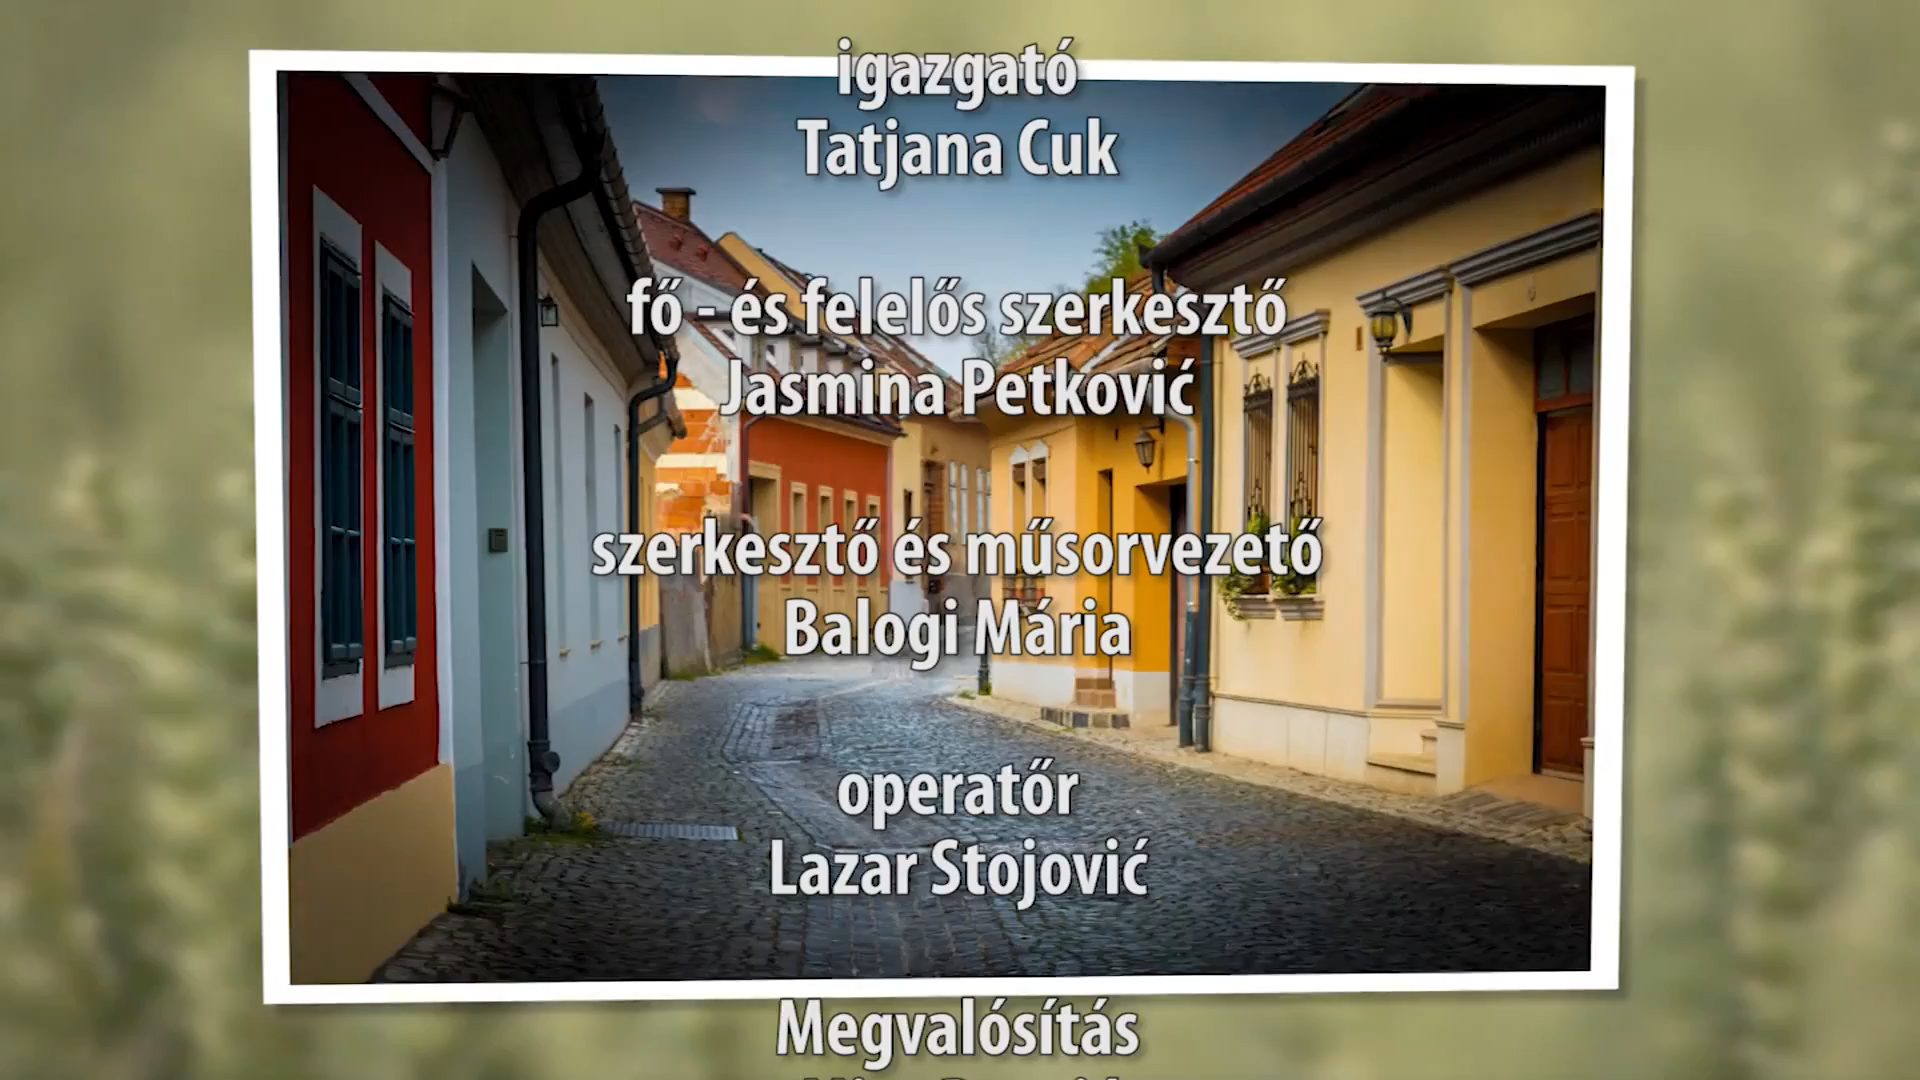 igazgató
Tatjana Cuk
fő - és felelős szerkesztő
Jasmina Petković
szerkesztő és műsorvezető
Balogi Mária
operatőr
Lazar Stojović
Megvalósítás